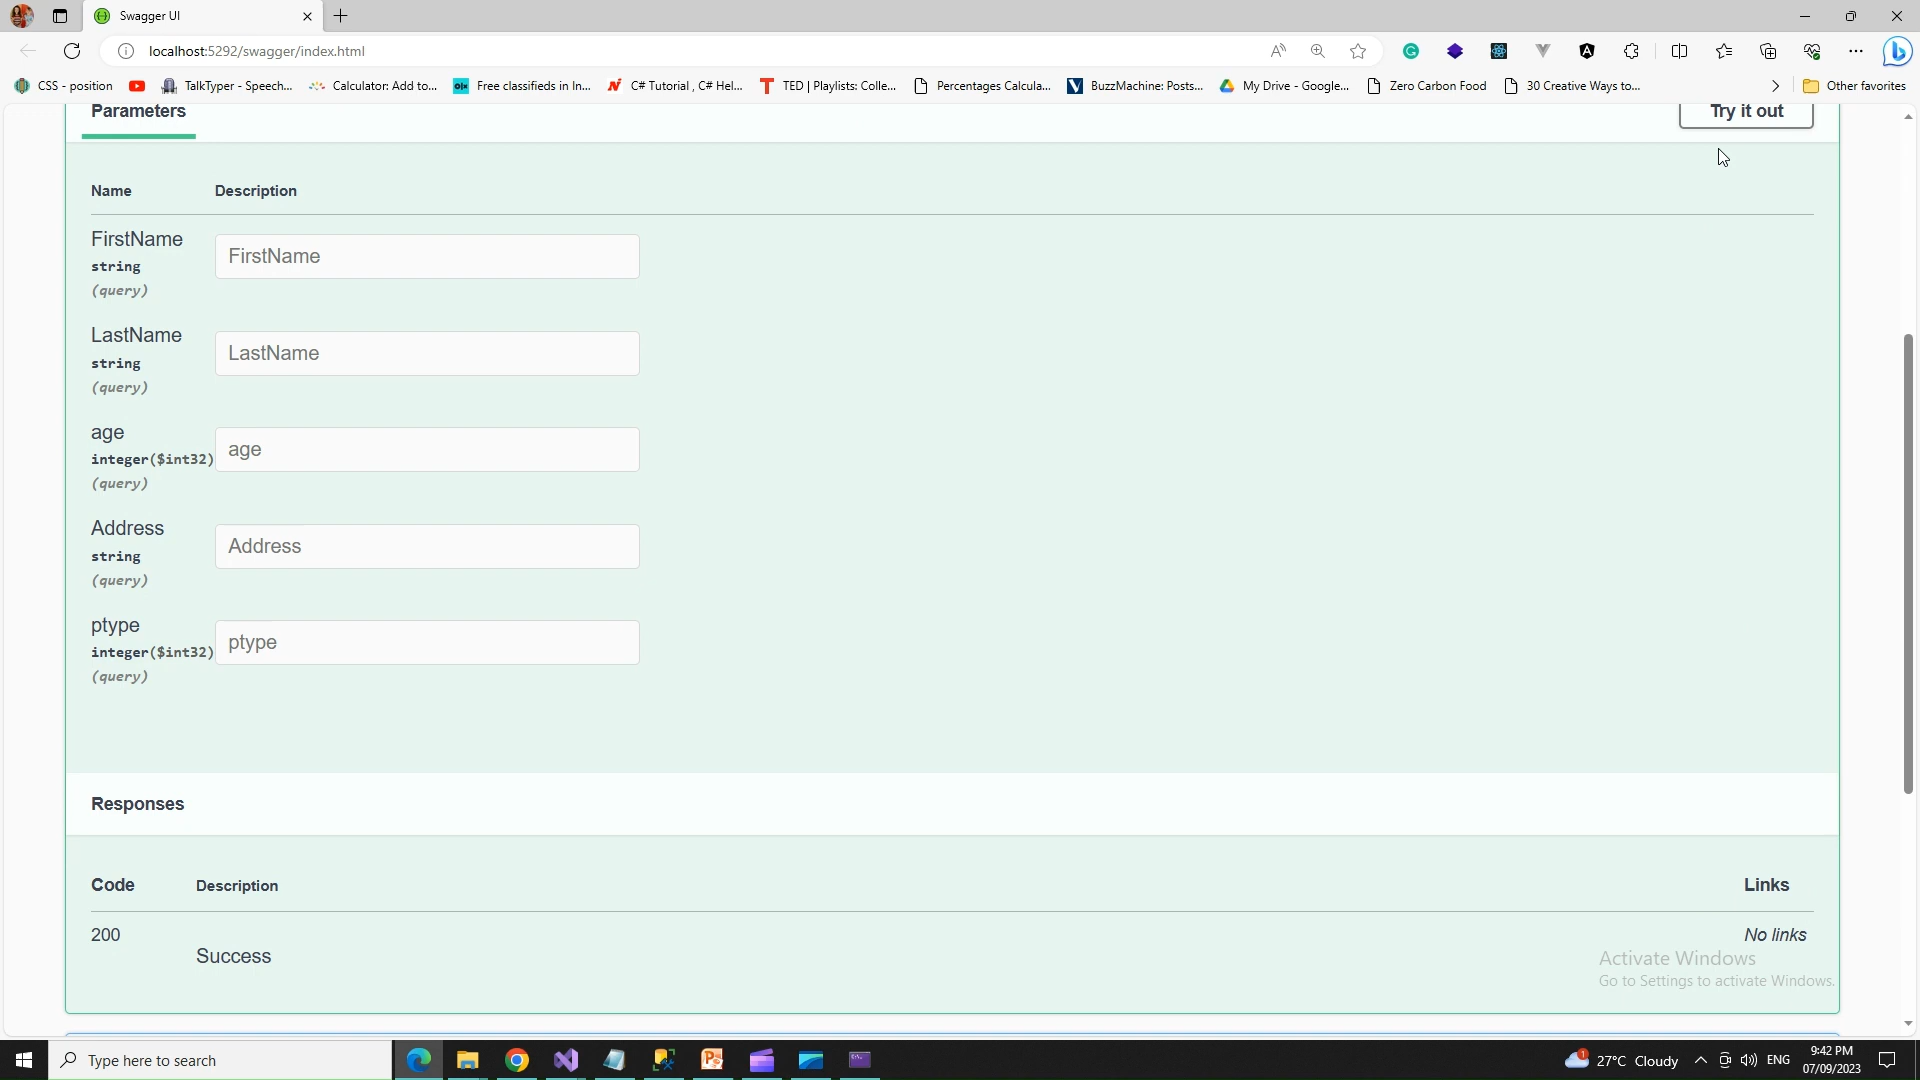 Swagger UI
localhost:5292/swagger/index.html
CSS - position
TalkTyper - Speech...
Calculator: Add to...
Free classifieds in In...
C# Tutorial , C# Hel...
TED | Playlists: Colle...
Percentages Calcula...
BuzzMachine: Posts...
My Drive - Google...
Zero Carbon Food
30 Creative Ways to...
Other favorites
Parameters
Try it out
Name Description
FirstName
string
(query)
FirstName
LastName
string
(query)
LastName
age
integer($int32)
(query)
age
Address
string
(query)
Address
ptype
integer($int32)
(query)
ptype
Responses
Code Description Links
200
Success
No links
Activate Windows
Go to Settings to activate Windows.
Type here to search
27°C Cloudy
ENG
9:42 PM
07/09/2023